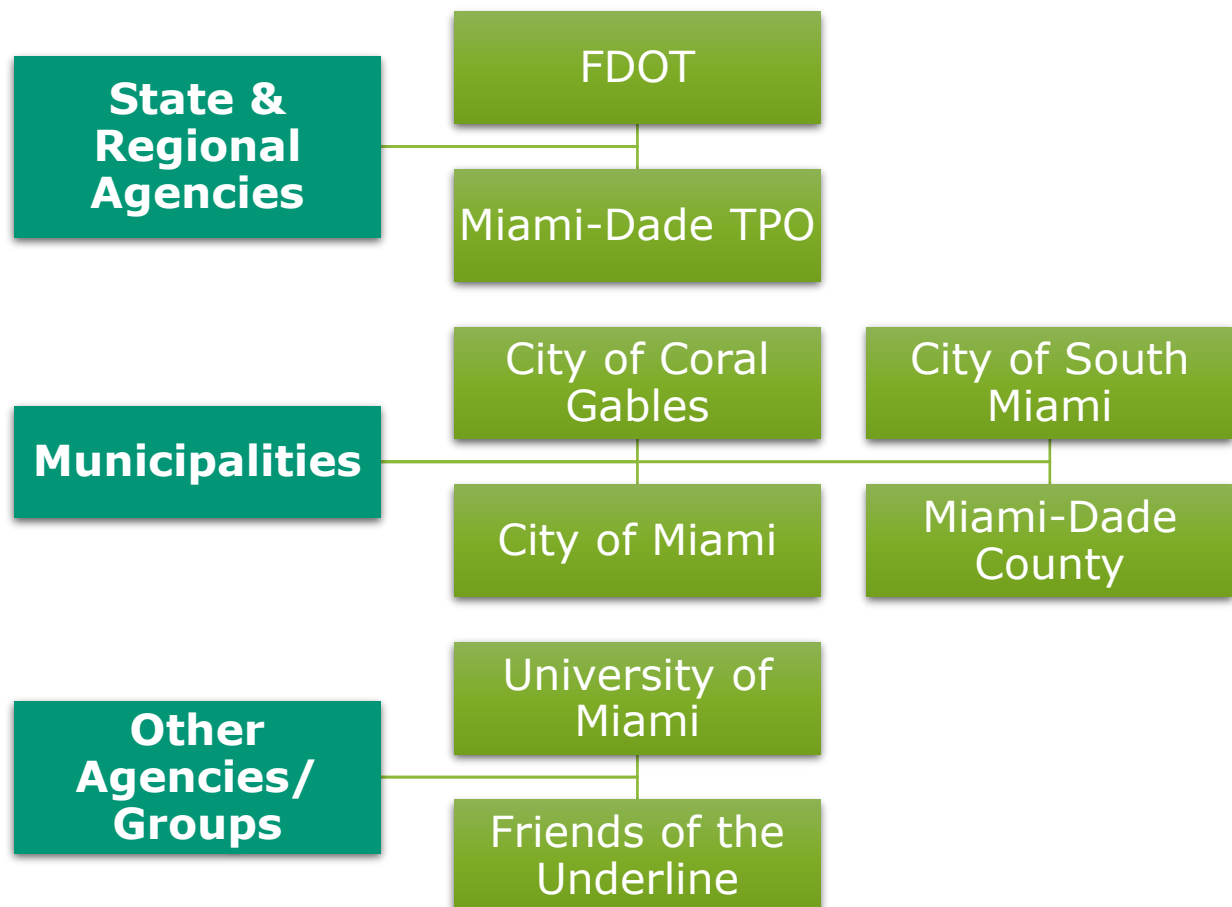 State &
Regional
Agencies
FDOT
Miami-Dade TPO
Municipalities
City of Coral
Gables
City of South
Miami
City of Miami
Miami-Dade
County
Other
Agencies/
Groups
University of
Miami
Friends of the
Underline